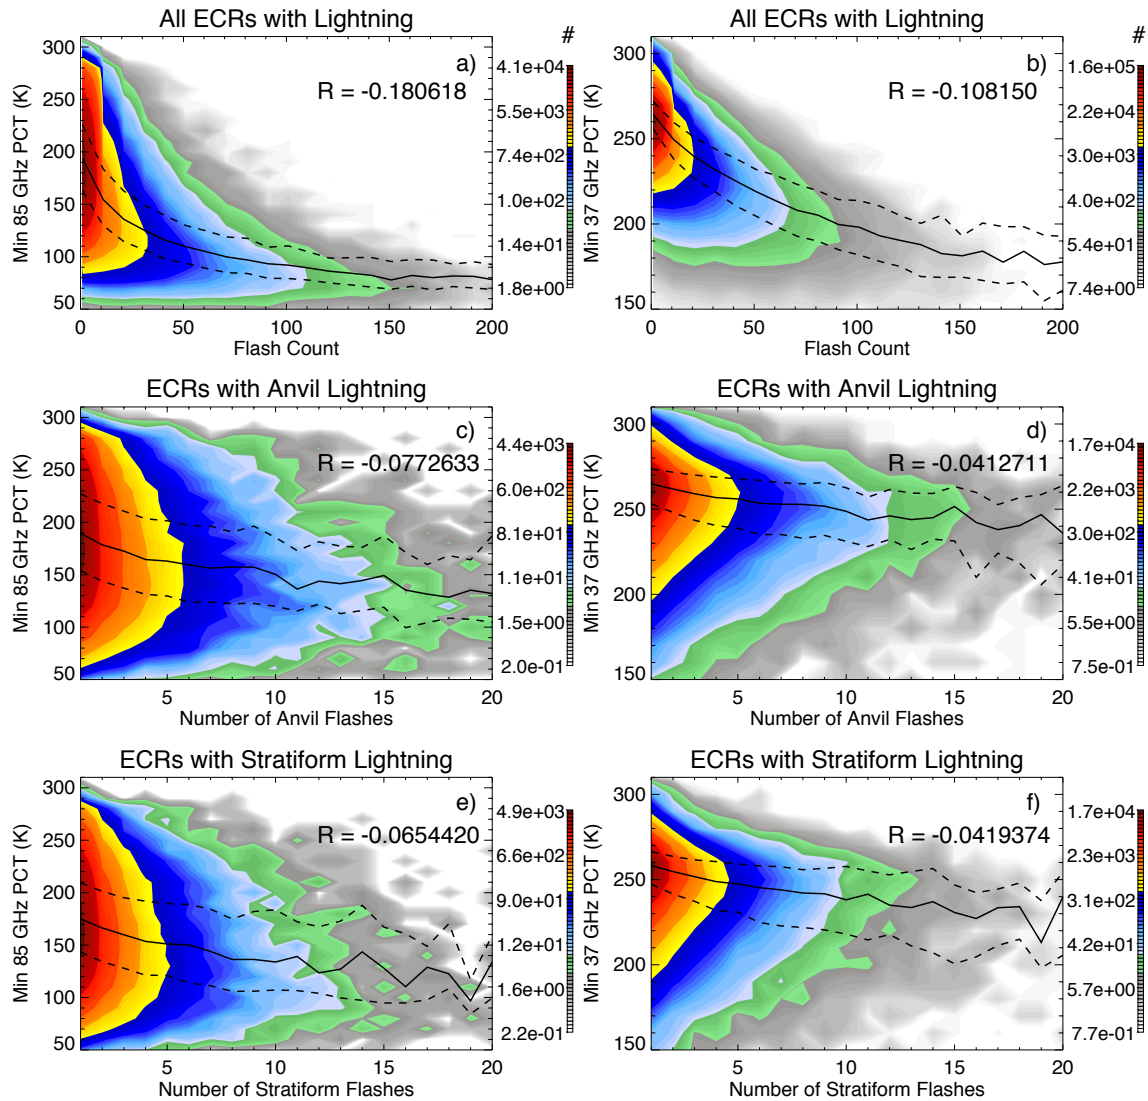 All ECRs with Lightning
#
a)
R = -0.180618
Min 85 GHz PCT (K)
300
250
200
150
100
50
0
50
100
150
200
Flash Count
4.1e+04
5.5e+03
7.4e+02
1.0e+02
1.4e+01
1.8e+00
All ECRs with Lightning
#
b)
R = -0.108150
Min 37 GHz PCT (K)
300
250
200
150
0
50
100
150
200
Flash Count
1.6e+05
2.2e+04
3.0e+03
4.0e+02
5.4e+01
7.4e+00
ECRs with Anvil Lightning
c)
R = -0.0772633
Min 85 GHz PCT (K)
300
250
200
150
100
50
5
10
15
20
Number of Anvil Flashes
4.4e+03
6.0e+02
8.1e+01
1.1e+01
1.5e+00
2.0e-01
ECRs with Anvil Lightning
d)
R = -0.0412711
Min 37 GHz PCT (K)
300
250
200
150
5
10
15
20
Number of Anvil Flashes
1.7e+04
2.2e+03
3.0e+02
4.1e+01
5.5e+00
7.5e-01
ECRs with Stratiform Lightning
e)
R = -0.0654420
Min 85 GHz PCT (K)
300
250
200
150
100
50
5
10
15
20
Number of Stratiform Flashes
4.9e+03
6.6e+02
9.0e+01
1.2e+01
1.6e+00
2.2e-01
ECRs with Stratiform Lightning
f)
R = -0.0419374
Min 37 GHz PCT (K)
300
250
200
150
5
10
15
20
Number of Stratiform Flashes
1.7e+04
2.3e+03
3.1e+02
4.2e+01
5.7e+00
7.7e-01